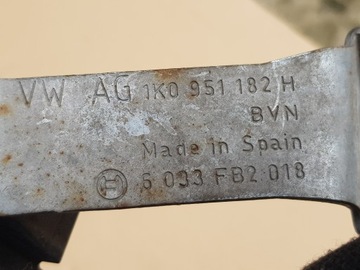 VW AG 1K0 951 182 H
BVN
Made in Spain
6 033 FB2 018